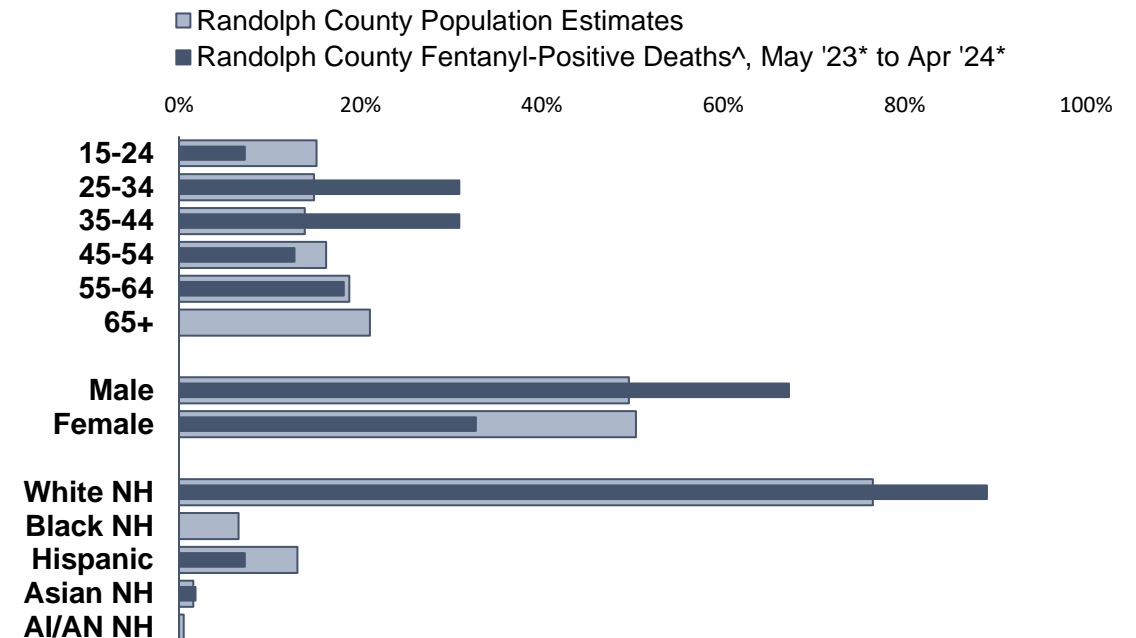 Randolph County Population Estimates
Randolph County Fentanyl-Positive Deaths^, May '23* to Apr '24*
0% 20% 40% 60% 80% 100%
15-24
25-34
35-44
45-54
55-64
65+
Male
Female
White NH
Black NH
Hispanic
Asian NH
AI/AN NH